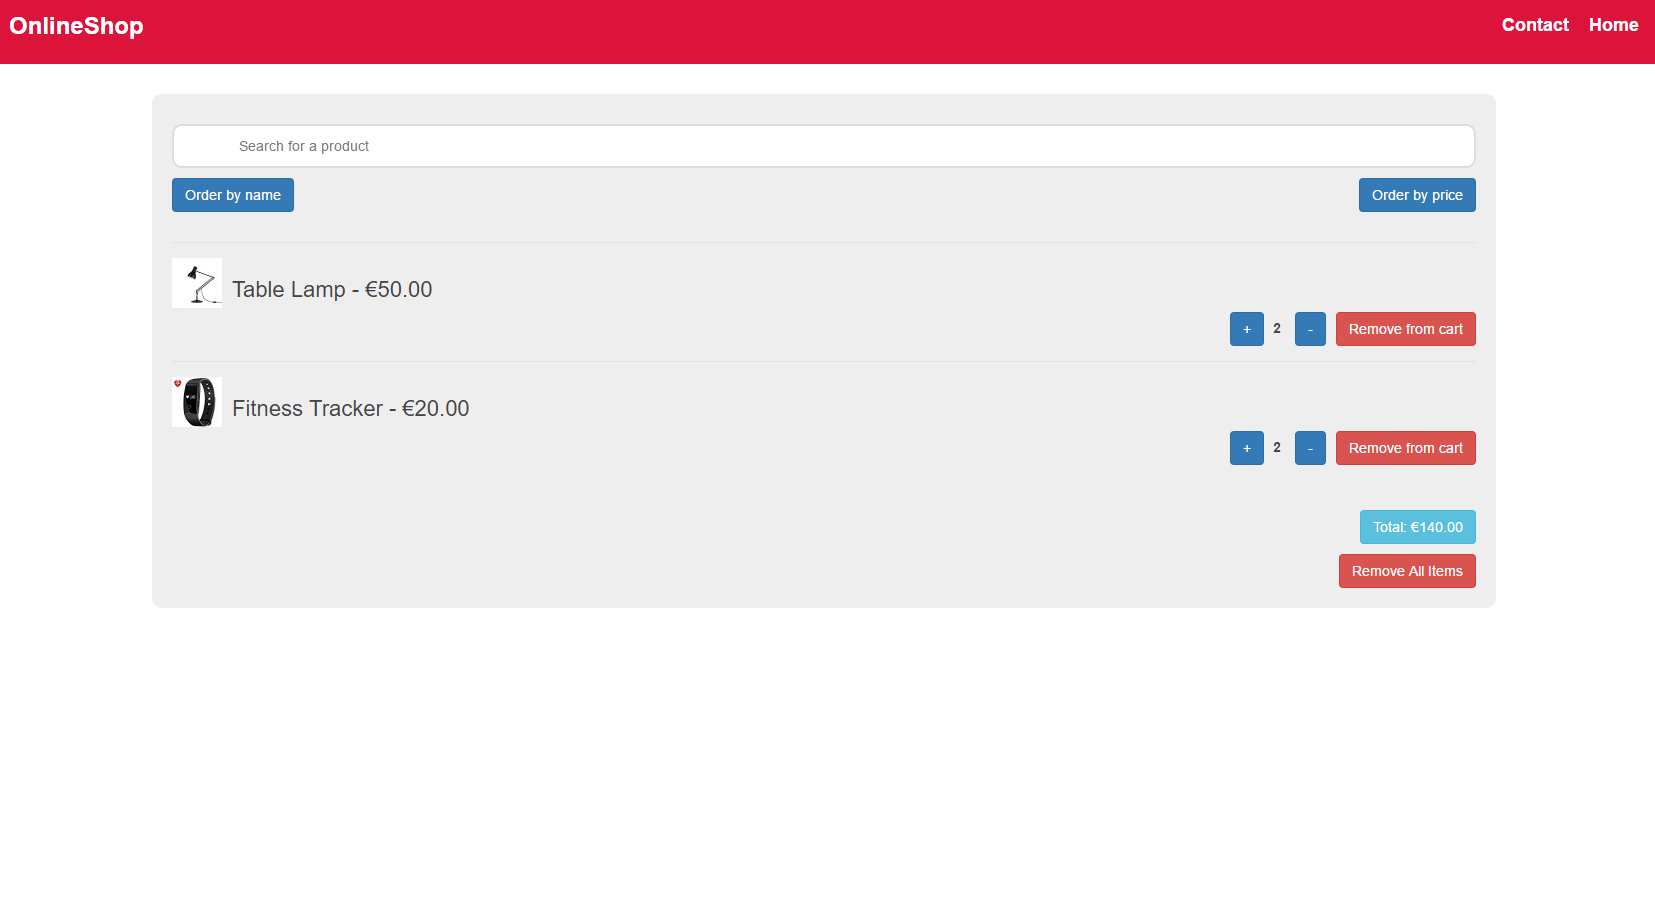 OnlineShop
Contact Home
Search for a product
Order by name Order by price
Table Lamp - €50.00
+ 2 - Remove from cart
Fitness Tracker - €20.00
+ 2 - Remove from cart
Total: €140.00
Remove All Items